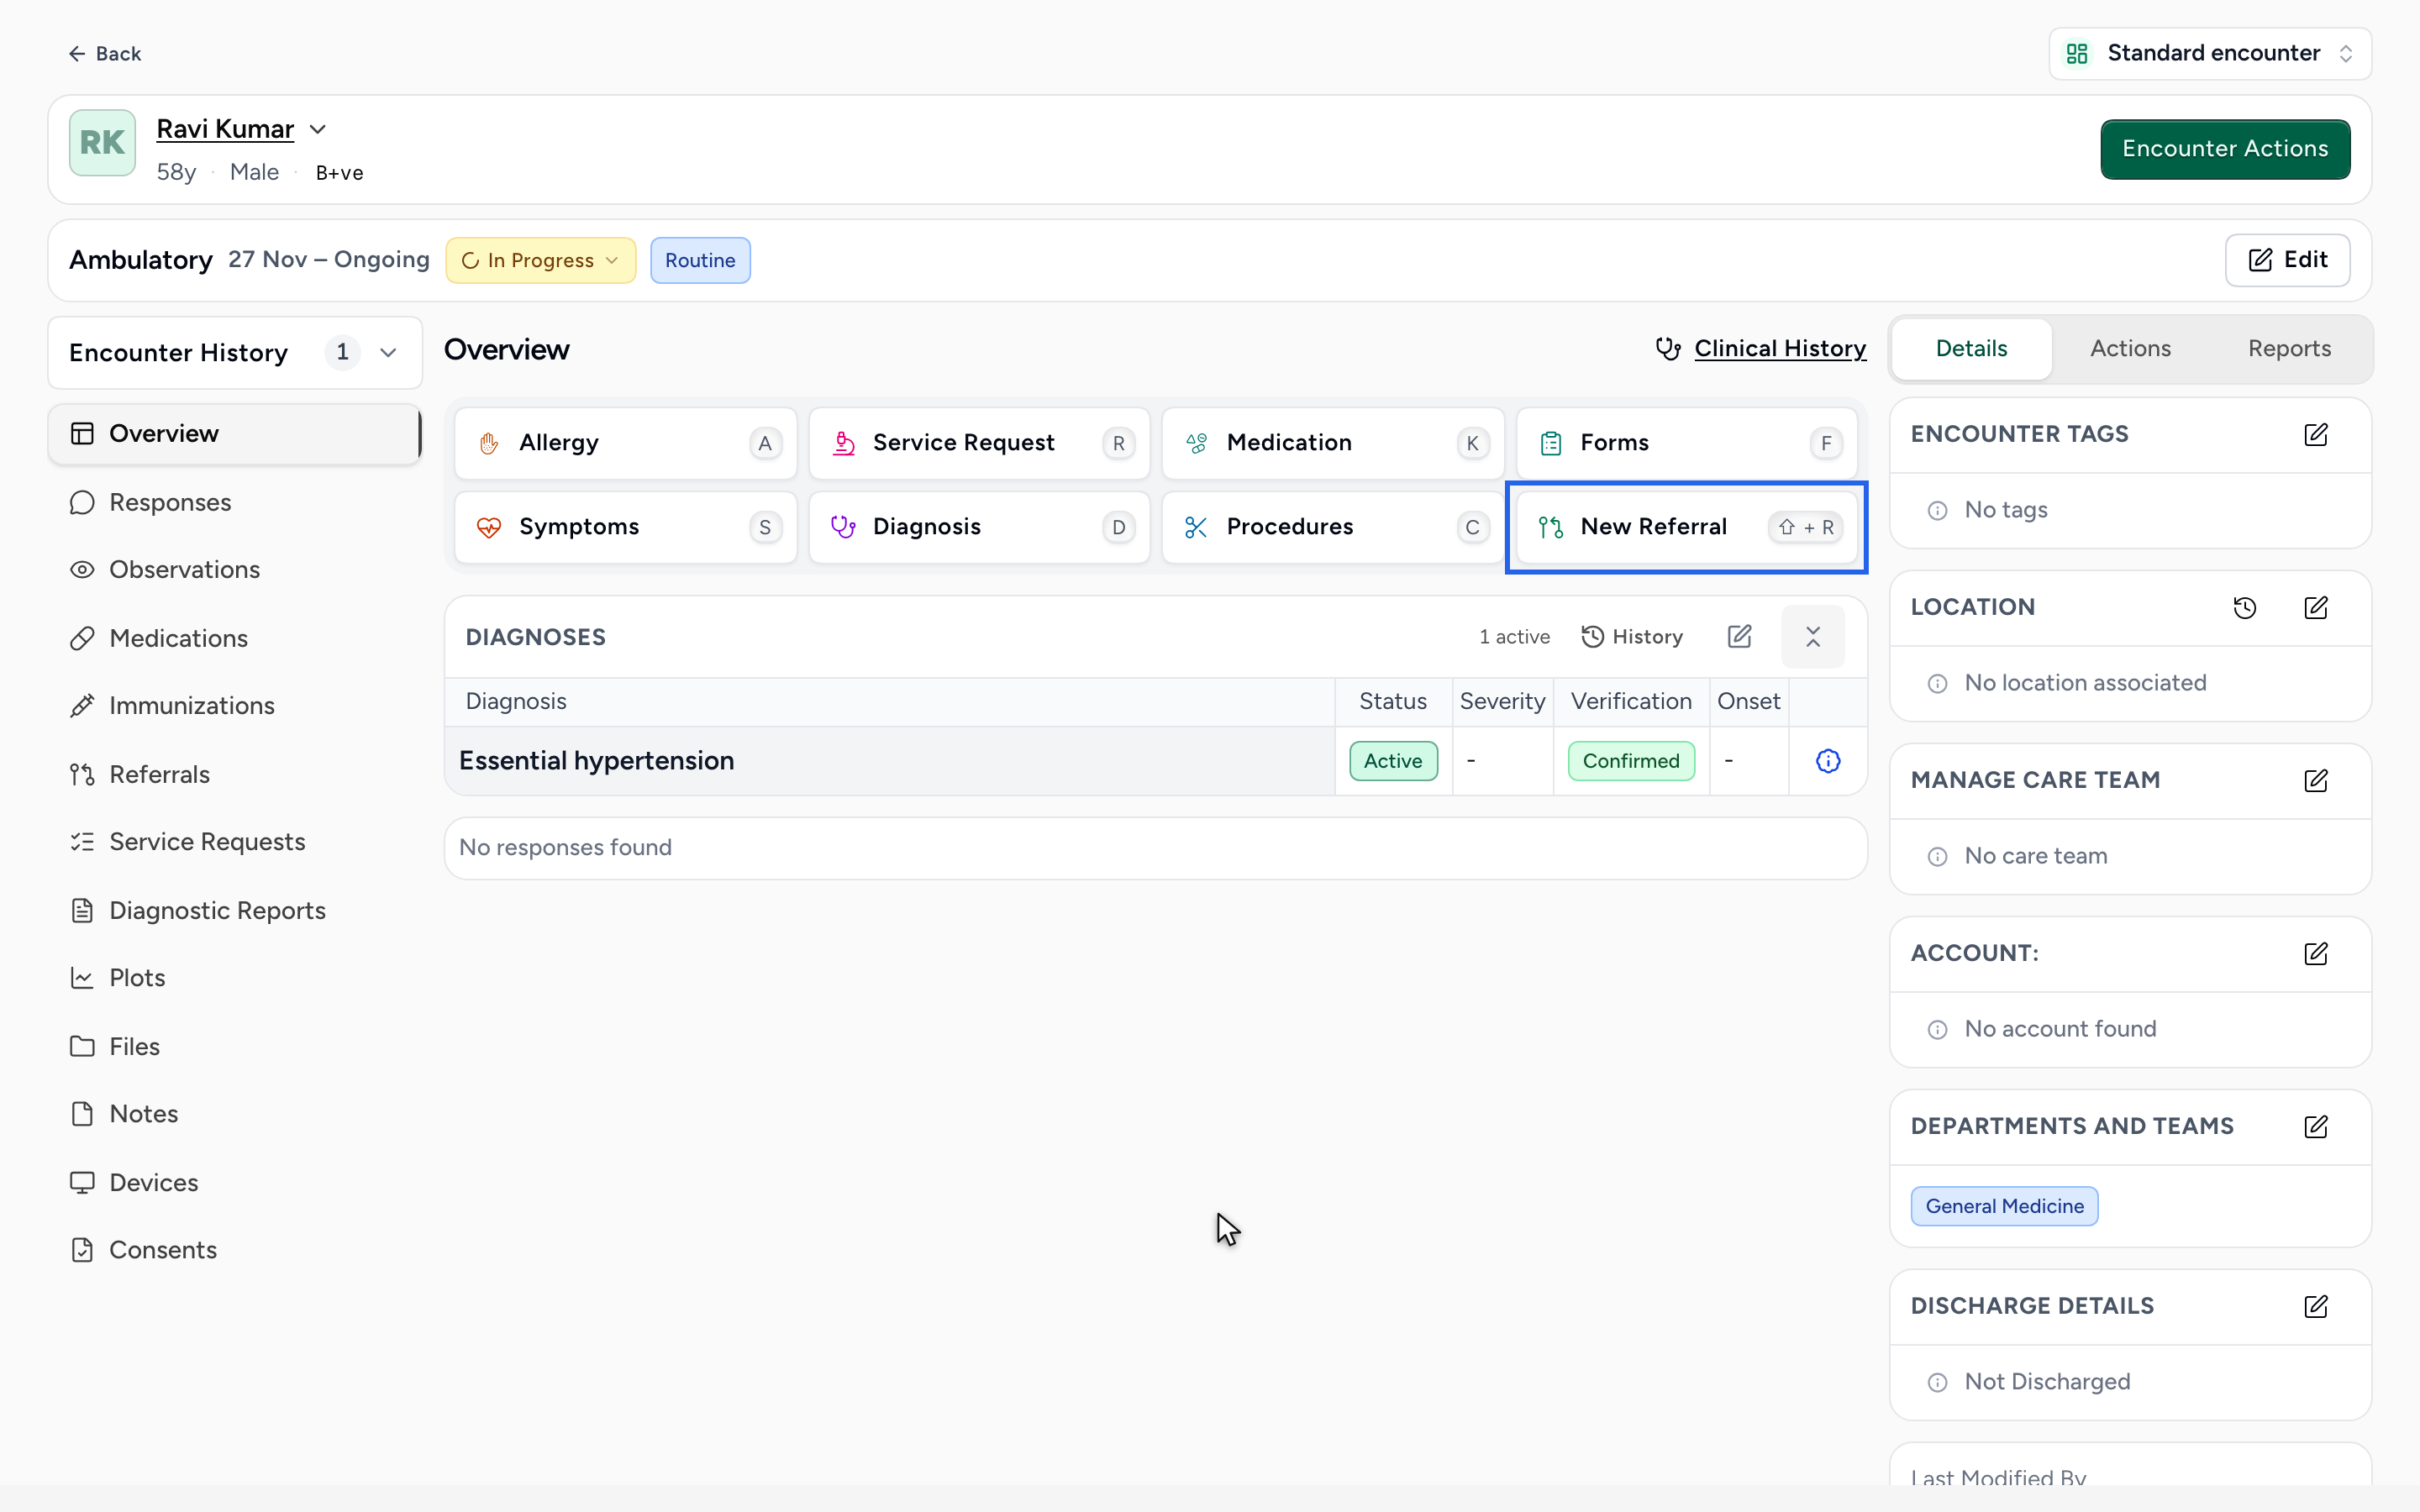 Back
Standard encounter
RK
Ravi Kumar
58y · Male · B+ve
Encounter Actions
Ambulatory 27 Nov – Ongoing In Progress Routine
Edit
Encounter History 1
Overview
Responses
Observations
Medications
Immunizations
Referrals
Service Requests
Diagnostic Reports
Plots
Files
Notes
Devices
Consents
Overview
Clinical History
Allergy A
Service Request R
Medication K
Forms F
Symptoms S
Diagnosis D
Procedures C
New Referral ⇧ + R
DIAGNOSES
1 active History
Diagnosis Status Severity Verification Onset
Essential hypertension Active - Confirmed -
No responses found
Details Actions Reports
ENCOUNTER TAGS
No tags
LOCATION
No location associated
MANAGE CARE TEAM
No care team
ACCOUNT:
No account found
DEPARTMENTS AND TEAMS
General Medicine
DISCHARGE DETAILS
Not Discharged
Last Modified By